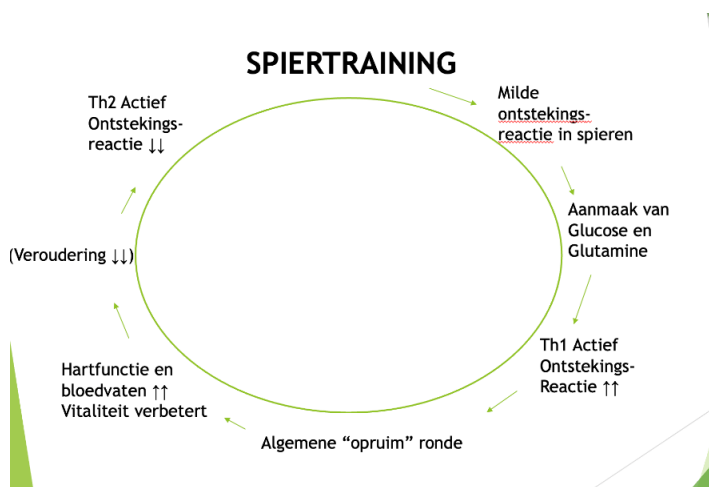 SPIERTRAINING
Milde
ontstekings-
reactie in spieren
Aanmaak van
Glucose en
Glutamine
Th1 Actief
Ontstekings-
Reactie ↑↑
Algemene “opruim” ronde
Hartfunctie en
bloedvaten ↑↑
Vitaliteit verbetert
(Veroudering ↓↓)
Th2 Actief
Ontstekings-
reactie ↓↓